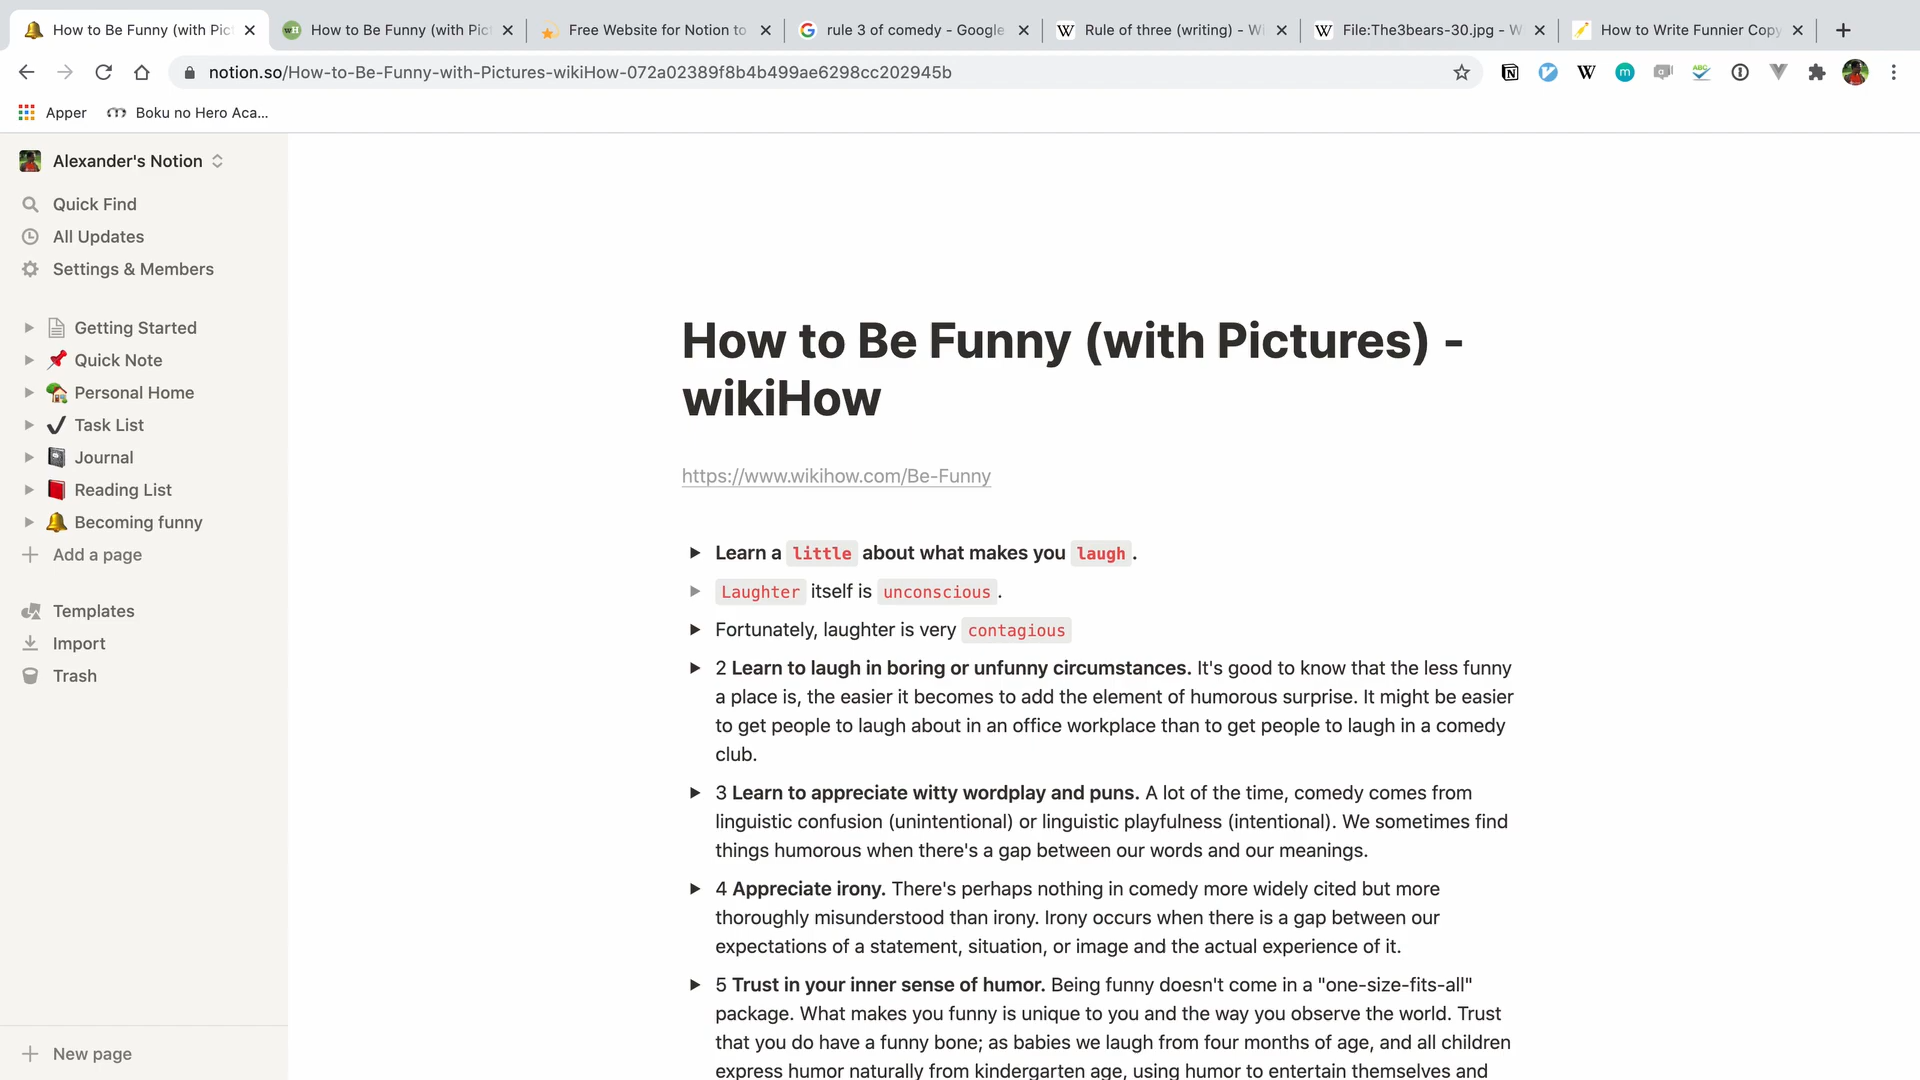 How to Be Funny (with Pic
How to Be Funny (with Pic
Free Website for Notion to
rule 3 of comedy - Google
Rule of three (writing) - Wi
File:The3bears-30.jpg - W
How to Write Funnier Copy
notion.so/How-to-Be-Funny-with-Pictures-wikiHow-072a02389f8b4b499ae6298cc202945b
Apper
Boku no Hero Aca...
Alexander's Notion
Quick Find
All Updates
Settings & Members
Getting Started
Quick Note
Personal Home
Task List
Journal
Reading List
Becoming funny
Add a page
Templates
Import
Trash
New page
How to Be Funny (with Pictures) -
wikiHow
https://www.wikihow.com/Be-Funny
Learn a little about what makes you laugh.
Laughter itself is unconscious.
Fortunately, laughter is very contagious
2 Learn to laugh in boring or unfunny circumstances. It's good to know that the less funny
a place is, the easier it becomes to add the element of humorous surprise. It might be easier
to get people to laugh about in an office workplace than to get people to laugh in a comedy
club.
3 Learn to appreciate witty wordplay and puns. A lot of the time, comedy comes from
linguistic confusion (unintentional) or linguistic playfulness (intentional). We sometimes find
things humorous when there's a gap between our words and our meanings.
4 Appreciate irony. There's perhaps nothing in comedy more widely cited but more
thoroughly misunderstood than irony. Irony occurs when there is a gap between our
expectations of a statement, situation, or image and the actual experience of it.
5 Trust in your inner sense of humor. Being funny doesn't come in a "one-size-fits-all"
package. What makes you funny is unique to you and the way you observe the world. Trust
that you do have a funny bone; as babies we laugh from four months of age, and all children
express humor naturally from kindergarten age, using humor to entertain themselves and